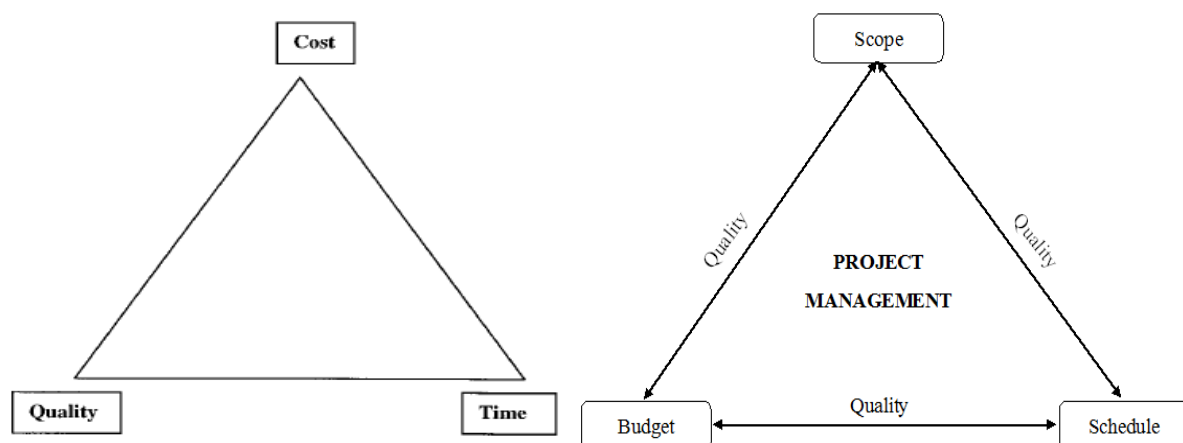 Cost
Quality
Time
Scope
Quality
Quality
PROJECT
MANAGEMENT
Budget
Quality
Schedule